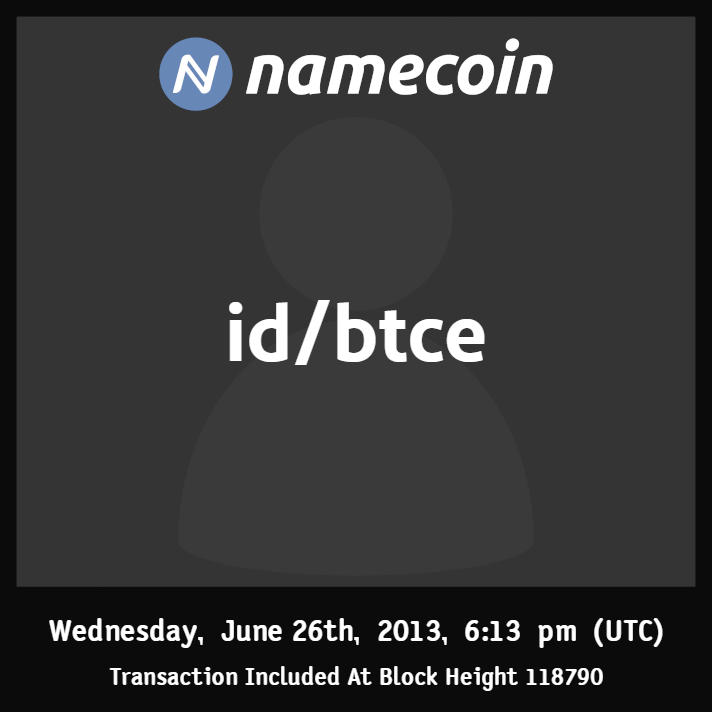 namecoin
id/btce
Wednesday, June 26th, 2013, 6:13 pm (UTC)
Transaction Included At Block Height 118790